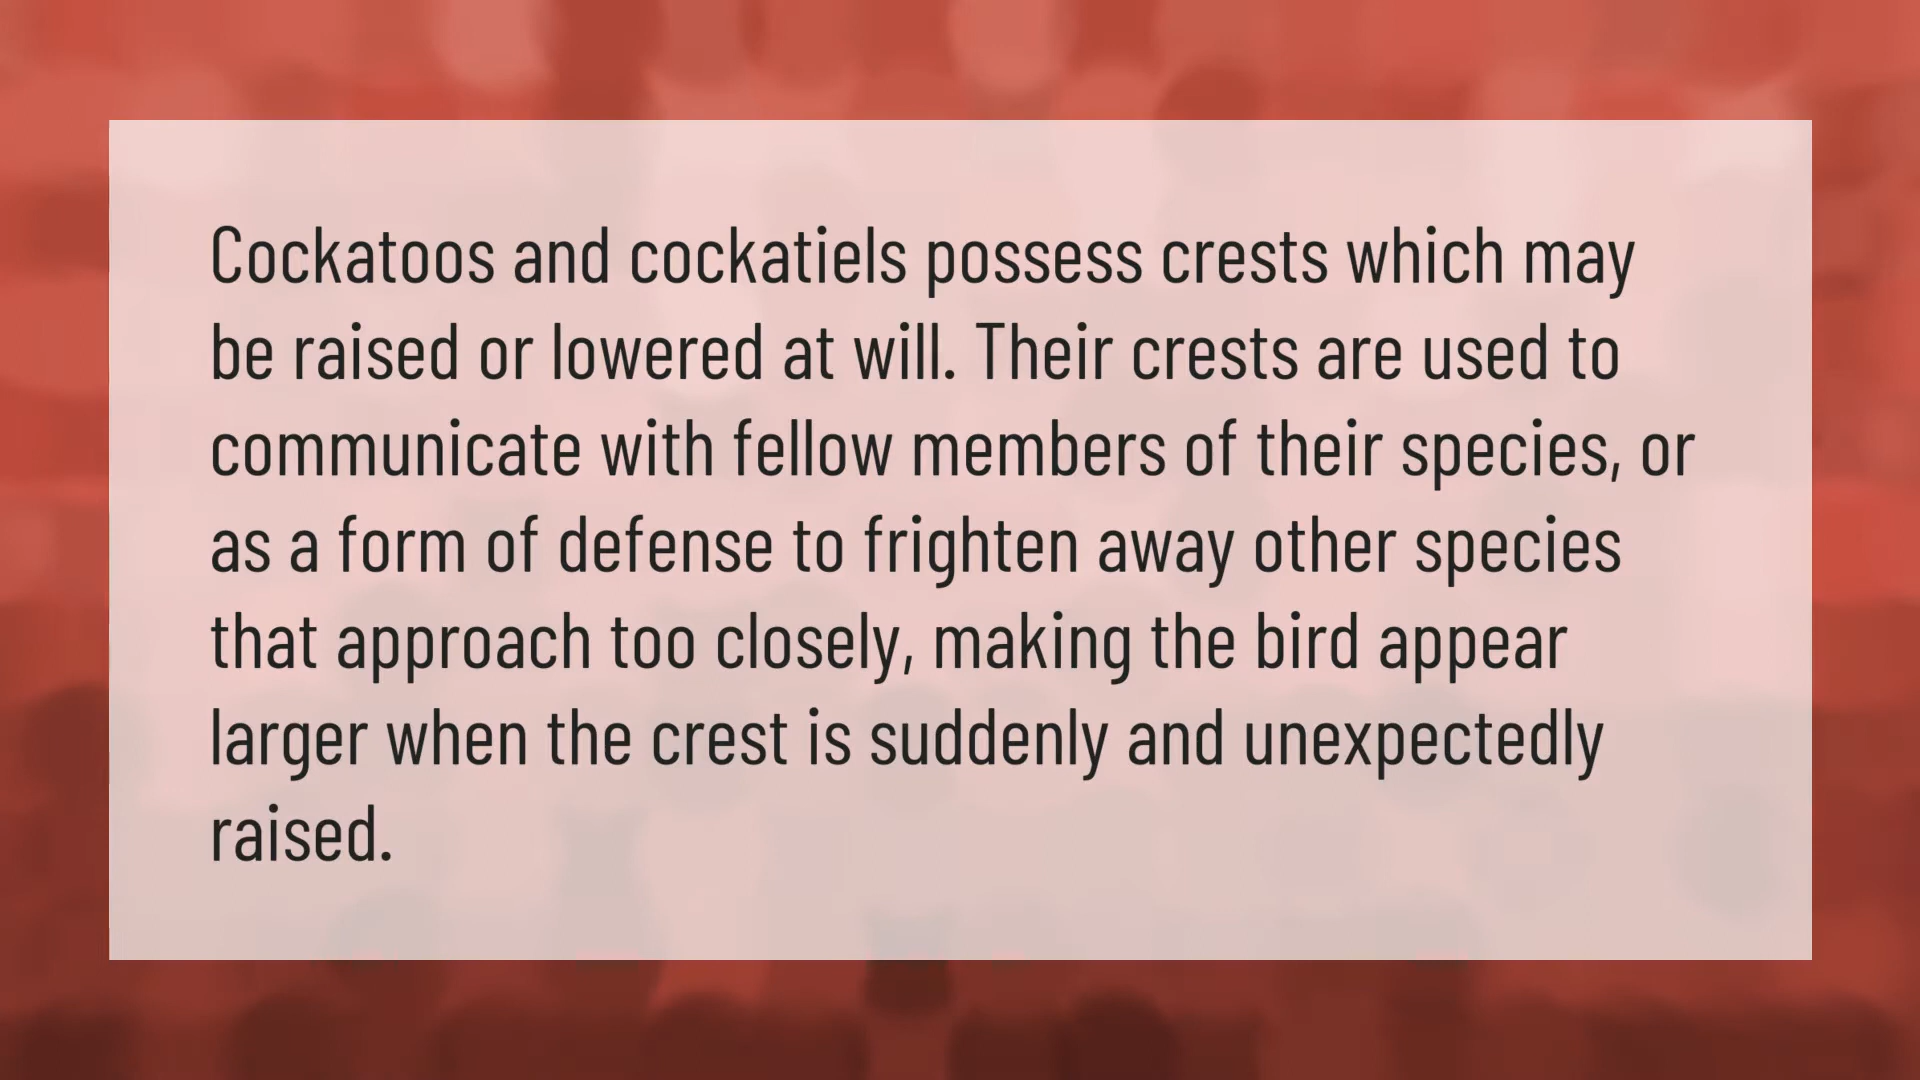 Cockatoos and cockatiels possess crests which may
be raised or lowered at will. Their crests are used to
communicate with fellow members of their species, or
as a form of defense to frighten away other species
that approach too closely, making the bird appear
larger when the crest is suddenly and unexpectedly
raised.